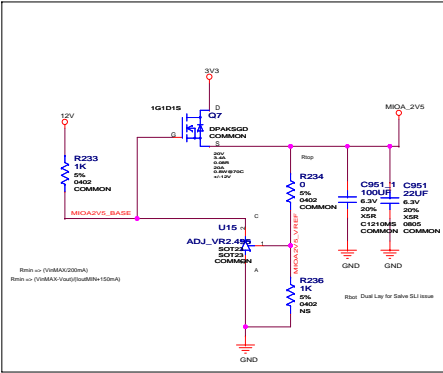 3V3
MIOA_2V5
1G1D1S
D
Q7
12V
G
DPAKSGD
COMMON
S
20V
3.4A
0.08R
20A
0.8W@70C
+/-12V
R233
1K
5%
0402
COMMON
Rtop
R234
0
5%
0402
COMMON
C951_1
100UF
6.3V
20%
X5R
C1210MS
COMMON
C951
22UF
6.3V
20%
X5R
0805
COMMON
MIOA2V5_BASE
MIOA2V5_VREF
C
U15
2
ADJ_VR2.495
1
SOT23
SOT23
COMMON
A
GND
GND
R236
1K
5%
0402
NS
Rmin => (VinMAX/200mA)
Rmin => (VinMAX-Vout)/(IoutMIN+150mA)
Rbot
Dual Lay for Salve SLI issue
GND